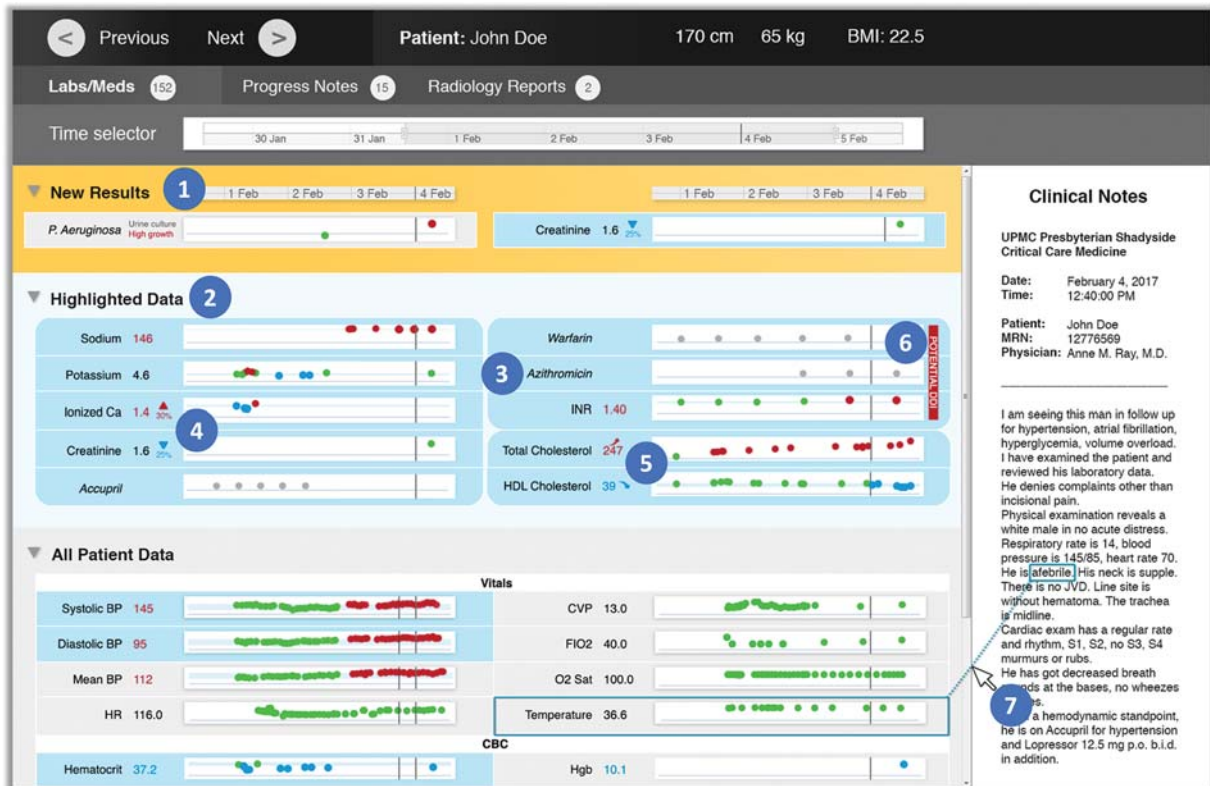 < Previous Next > Patient: John Doe 170 cm 65 kg BMI: 22.5
Labs/Meds 152 Progress Notes 15 Radiology Reports 2
Time selector 30 Jan 31 Jan 1 Feb 2 Feb 3 Feb 4 Feb 5 Feb
New Results 1 1 Feb 2 Feb 3 Feb 4 Feb 1 Feb 2 Feb 3 Feb 4 Feb
P. Aeruginosa Urine culture
High growth
Creatinine 1.6 25%
Highlighted Data 2
Sodium 146
Potassium 4.6
Ionized Ca 1.4 30%
4
Creatinine 1.6 25%
Accupril
Warfarin
6
3 Azithromicin
INR 1.40
POTENTIAL DDI
Total Cholesterol 247
5
HDL Cholesterol 39
All Patient Data
Vitals
Systolic BP 145
Diastolic BP 95
Mean BP 112
HR 116.0
CVP 13.0
FIO2 40.0
O2 Sat 100.0
Temperature 36.6
CBC
Hematocrit 37.2
Hgb 10.1
Clinical Notes
UPMC Presbyterian Shadyside
Critical Care Medicine
Date: February 4, 2017
Time: 12:40:00 PM
Patient: John Doe
MRN: 12776569
Physician: Anne M. Ray, M.D.
I am seeing this man in follow up
for hypertension, atrial fibrillation,
hyperglycemia, volume overload.
I have examined the patient and
reviewed his laboratory data.
He denies complaints other than
incisional pain.
Physical examination reveals a
white male in no acute distress.
Respiratory rate is 14, blood
pressure is 145/85, heart rate 70.
He is afebrile. His neck is supple.
There is no JVD. Line site is
without hematoma. The trachea
is midline.
Cardiac exam has a regular rate
and rhythm, S1, S2, no S3, S4
murmurs or rubs.
He has got decreased breath
at the bases, no wheezes
7
a hemodynamic standpoint,
he is on Accupril for hypertension
and Lopressor 12.5 mg p.o. b.i.d.
in addition.